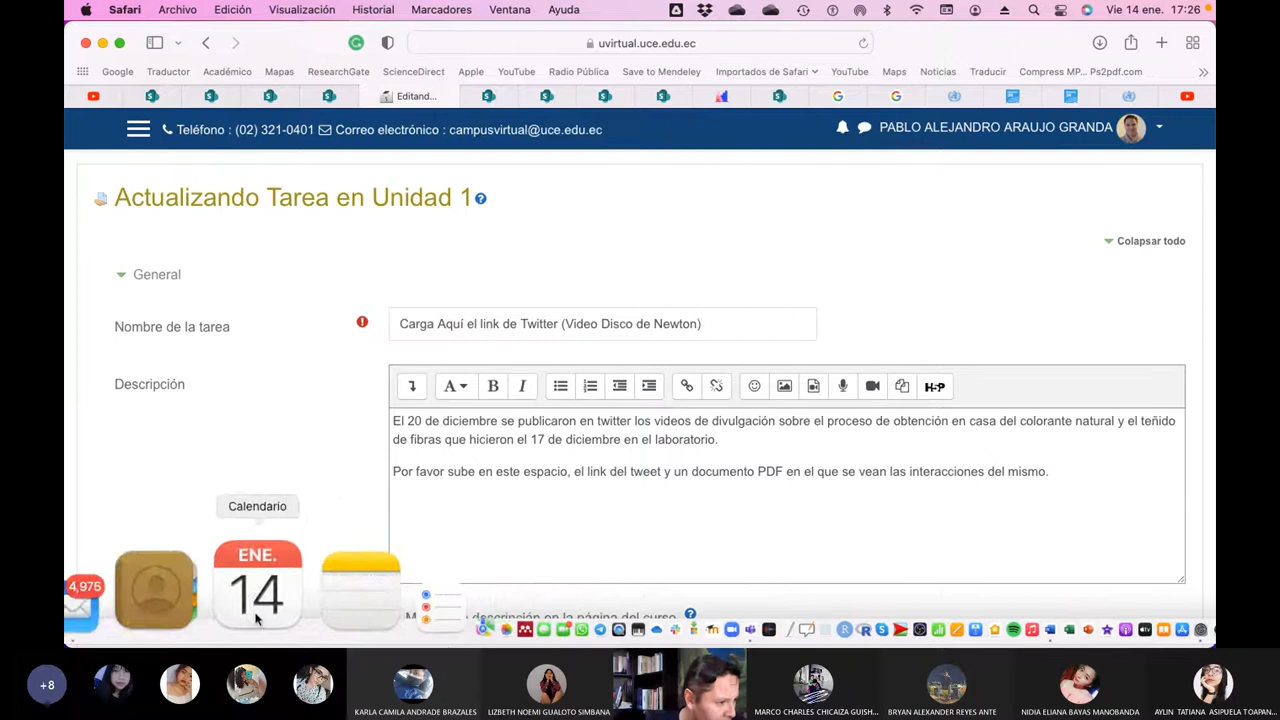 Safari Archivo Edición Visualización Historial Marcadores Ventana Ayuda Vie 14 ene. 17:26
uvirtual.uce.edu.ec
Google Traductor Académico Mapas ResearchGate ScienceDirect Apple YouTube Radio Pública Save to Mendeley Importados de Safari YouTube Maps Noticias Traducir Compress MP... Ps2pdf.com
Editand...
Teléfono : (02) 321-0401 Correo electrónico : campusvirtual@uce.edu.ec PABLO ALEJANDRO ARAUJO GRANDA
Actualizando Tarea en Unidad 1
Colapsar todo
General
Nombre de la tarea
Carga Aquí el link de Twitter (Video Disco de Newton)
Descripción
A B I H-P
El 20 de diciembre se publicaron en twitter los videos de divulgación sobre el proceso de obtención en casa del colorante natural y el teñido
de fibras que hicieron el 17 de diciembre en el laboratorio.
Por favor sube en este espacio, el link del tweet y un documento PDF en el que se vean las interacciones del mismo.
Calendario
ENE.
14
4,975
descripción en la página del curso
+8
KARLA CAMILA ANDRADE BRAZALES
LIZBETH NOEMI GUALOTO SIMBANA
MARCO CHARLES CHICAIZA GUISH...
BRYAN ALEXANDER REYES ANTE
NIDIA ELIANA BAYAS MANOBANDA
AYLIN TATIANA ASIPUELA TOAPAN...